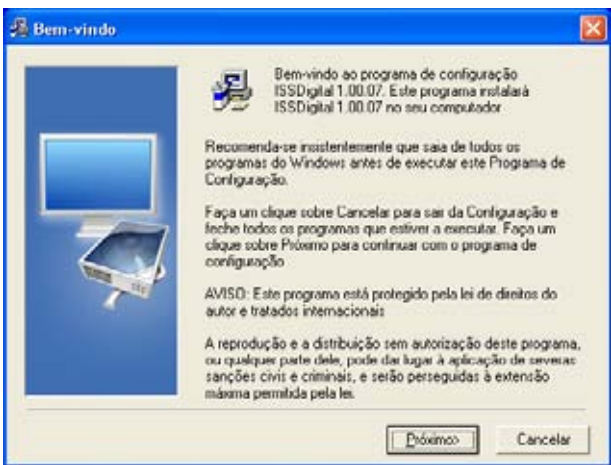 Bem-vindo
Bem-vindo ao programa de configuração
ISSDigital 1.00.07. Este programa instalará
ISSDigital 1.00.07 no seu computador
Recomenda-se insistentemente que saia de todos os
programas do Windows antes de executar este Programa de
Configuração.
Faça um clique sobre Cancelar para sair da Configuração e
feche todos os programas que estiver a executar. Faça um
clique sobre Próximo para continuar com o programa de
configuração
AVISO: Este programa está protegido pela lei de direitos do
autor e tratados internacionais
A reprodução e a distribuição sem autorização deste programa,
ou qualquer parte dele, pode dar lugar à aplicação de severas
sanções civis e criminais, e serão perseguidas à extensão
máxima permitida pela lei.
Próximo>
Cancelar